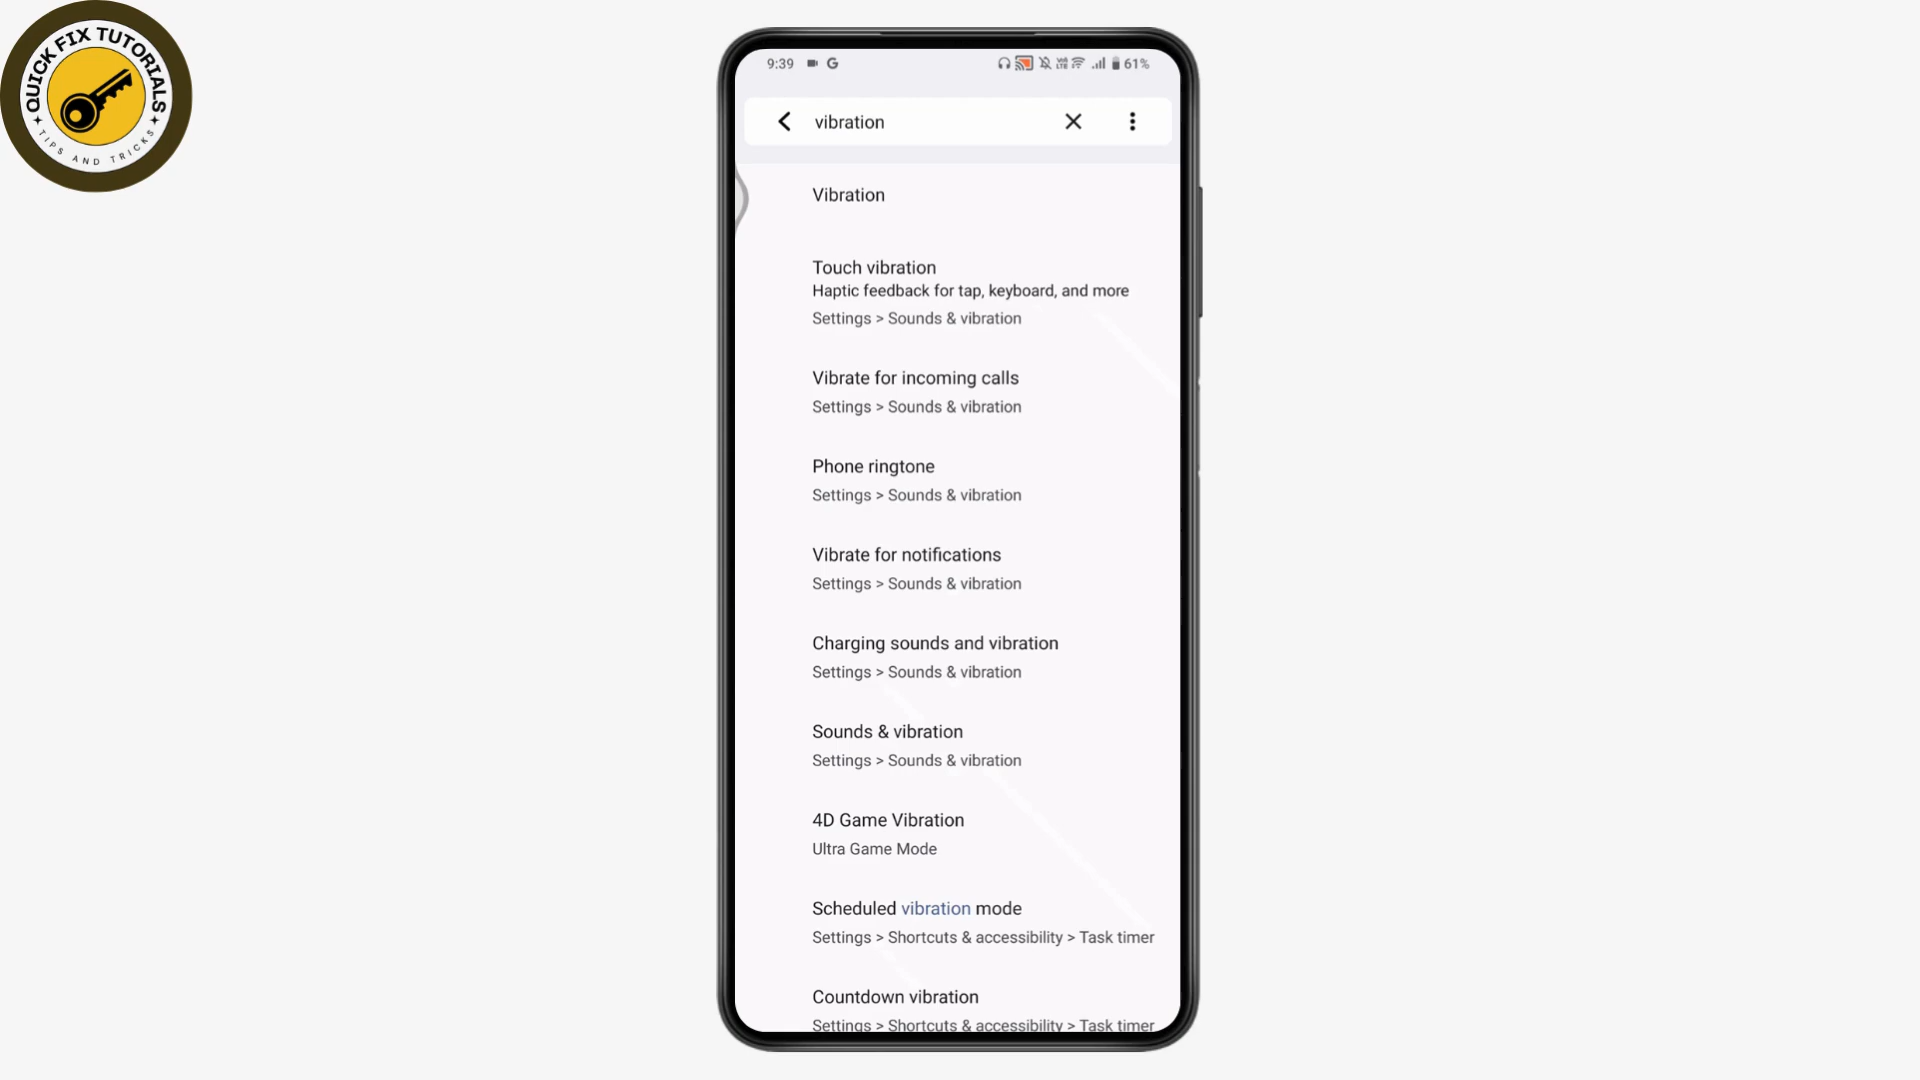 QUICK FIX TUTORIALS
TIPS AND TRICKS
9:39 G 61%
vibration
Vibration
Touch vibration
Haptic feedback for tap, keyboard, and more
Settings > Sounds & vibration
Vibrate for incoming calls
Settings > Sounds & vibration
Phone ringtone
Settings > Sounds & vibration
Vibrate for notifications
Settings > Sounds & vibration
Charging sounds and vibration
Settings > Sounds & vibration
Sounds & vibration
Settings > Sounds & vibration
4D Game Vibration
Ultra Game Mode
Scheduled vibration mode
Settings > Shortcuts & accessibility > Task timer
Countdown vibration
Settings > Shortcuts & accessibility > Task timer